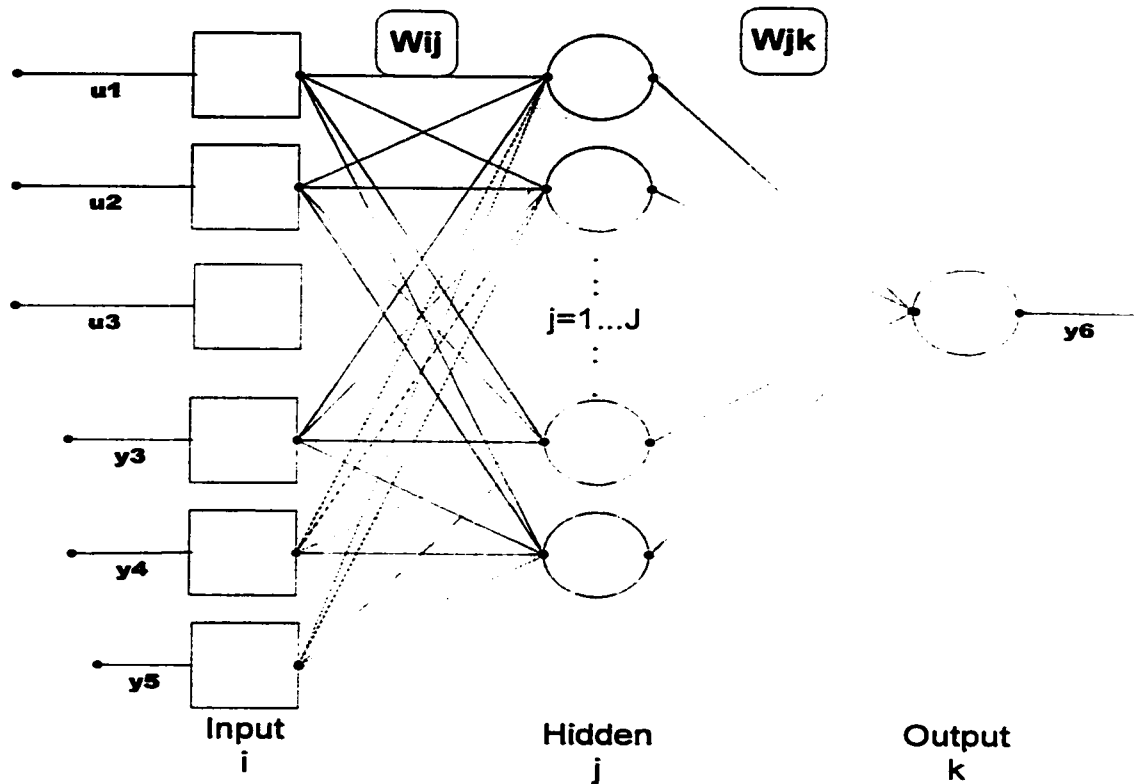 Wij
Wjk
u1
u2
u3
j=1...J
y6
y3
y4
y5
Input
i
Hidden
j
Output
k